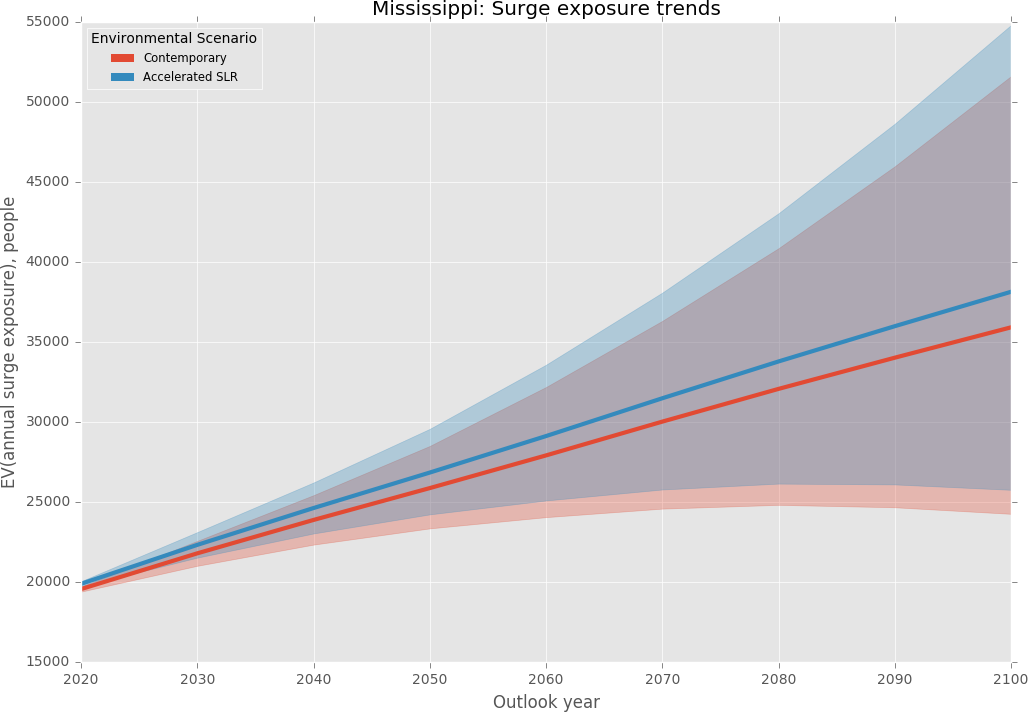 Mississippi: Surge exposure trends
55000
50000
45000
40000
35000
30000
25000
20000
15000
EV(annual surge exposure), people
Environmental Scenario
Contemporary
Accelerated SLR
2020 2030 2040 2050 2060 2070 2080 2090 2100
Outlook year